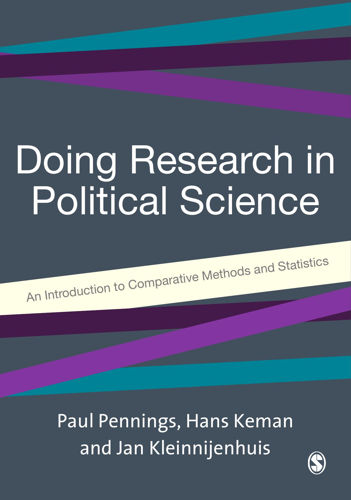 Doing Research in
Political Science
An Introduction to Comparative Methods and Statistics
Paul Pennings, Hans Keman
and Jan Kleinnijenhuis
S